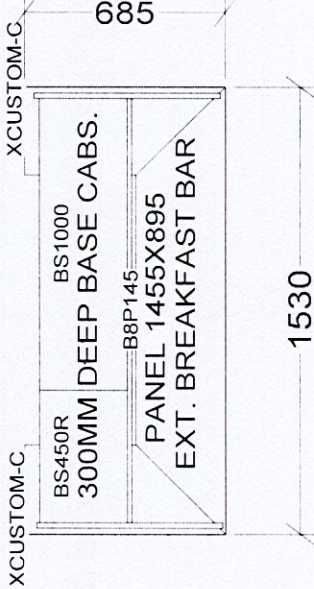 685
XCUSTOM-C
XCUSTOM-C
BS450R
BS1000
300MM DEEP BASE CABS.
B8P145
PANEL 1455X895
EXT. BREAKFAST BAR
1530